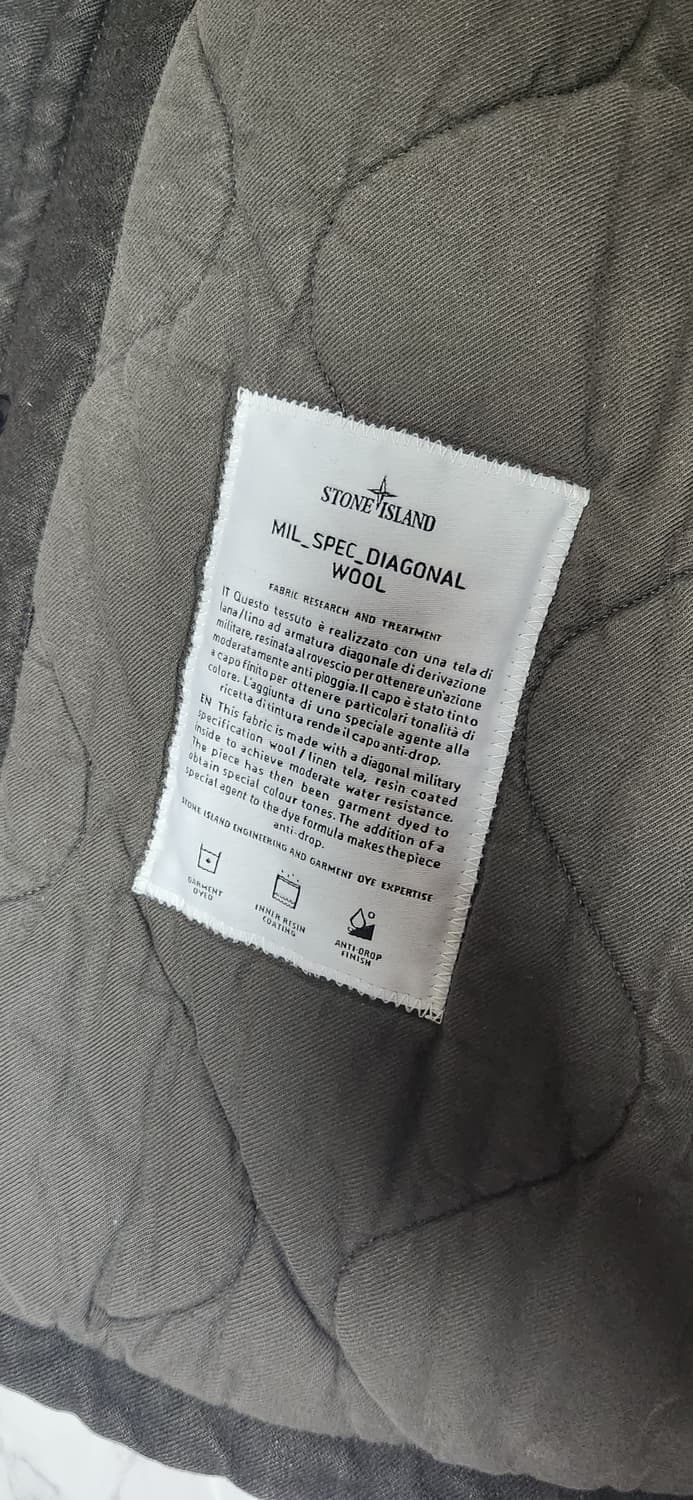 STONE ISLAND
MIL_SPEC_DIAGONAL
WOOL
FABRIC RESEARCH AND TREATMENT
IT Questo tessuto è realizzato con una tela di
lana/lino ad armatura diagonale di derivazione
militare, resinata al rovescio per ottenere un'azione
moderatamente anti pioggia. Il capo è stato tinto
a capo finito per ottenere particolari tonalità di
colore. L'aggiunta di uno speciale agente alla
ricetta di tintura rende il capo anti-drop.
EN This fabric is made with a diagonal military
specification wool / linen tela, resin coated
inside to achieve moderate water resistance.
The piece has then been garment dyed to
obtain special colour tones. The addition of a
special agent to the dye formula makes the piece
anti-drop.
STONE ISLAND ENGINEERING AND GARMENT DYE EXPERTISE
GARMENT
DYED
INNER RESIN
COATING
ANTI-DROP
FINISH